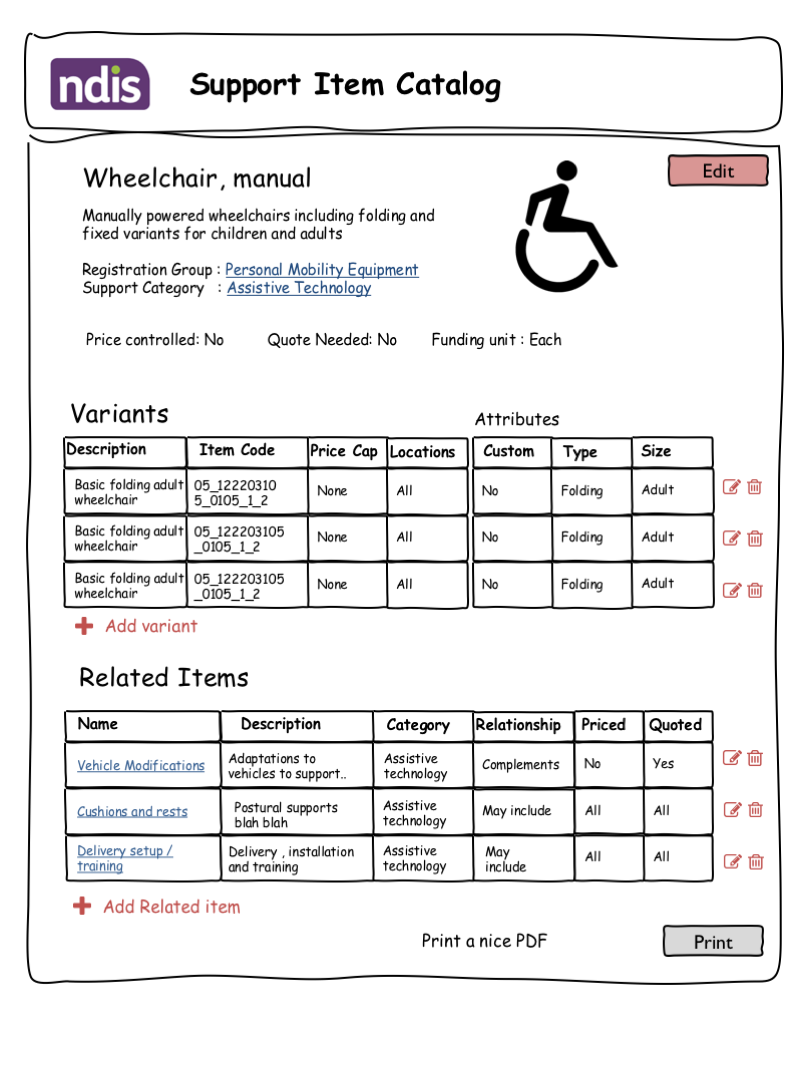 ndis
Support Item Catalog
Wheelchair, manual
Edit
Manually powered wheelchairs including folding and
fixed variants for children and adults
Registration Group : Personal Mobility Equipment
Support Category : Assistive Technology
Price controlled: No Quote Needed: No Funding unit : Each
Variants
Attributes
Description Item Code Price Cap Locations Custom Type Size
Basic folding adult
wheelchair
05_12220310
5_0105_1_2
None All No Folding Adult
Basic folding adult
wheelchair
05_122203105
_0105_1_2
None All No Folding Adult
Basic folding adult
wheelchair
05_122203105
_0105_1_2
None All No Folding Adult
Add variant
Related Items
Name Description Category Relationship Priced Quoted
Vehicle Modifications
Adaptations to
vehicles to support..
Assistive
technology
Complements No Yes
Cushions and rests
Postural supports
blah blah
Assistive
technology
May include All All
Delivery setup /
training
Delivery , installation
and training
Assistive
technology
May
include
All All
Add Related item
Print a nice PDF
Print